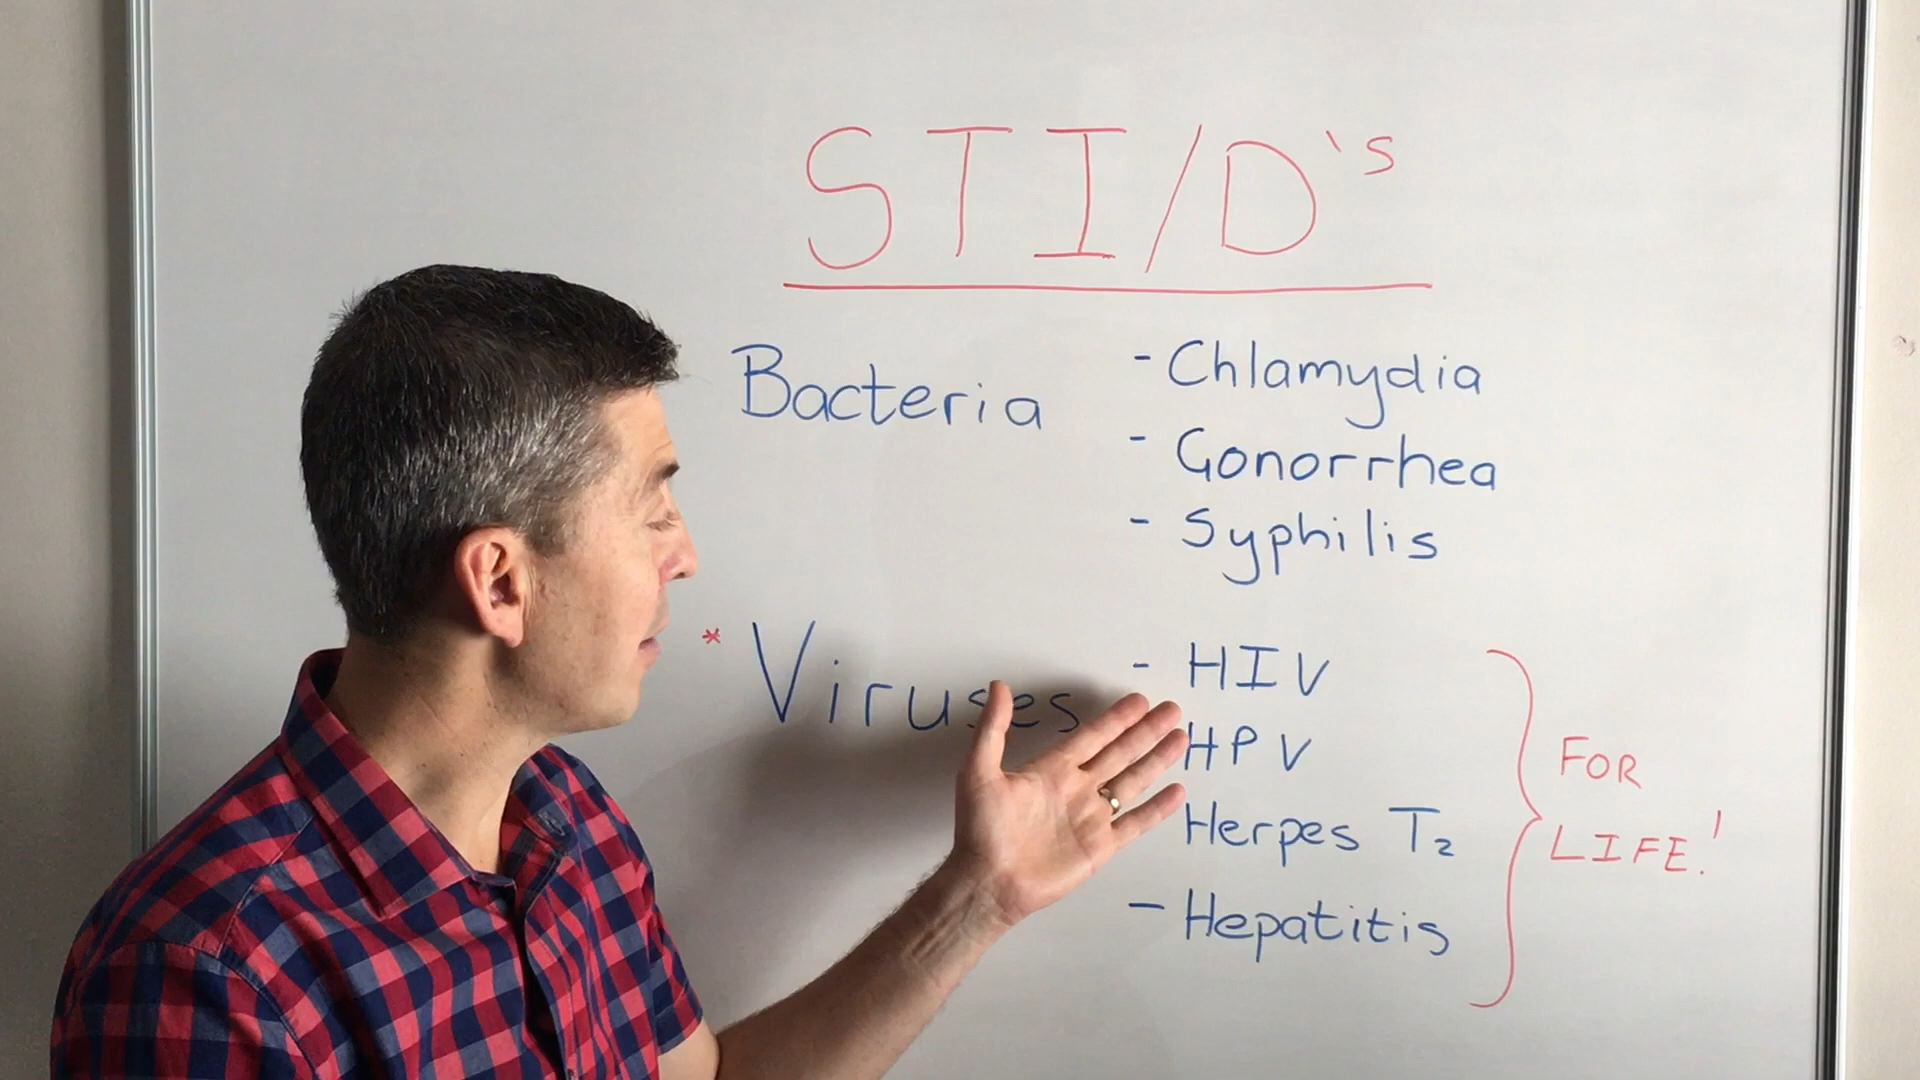 STI/D's
Bacteria
- Chlamydia
- Gonorrhea
- Syphilis
* Viruses
- HIV
HPV
Herpes T2
- Hepatitis
FOR
LIFE!